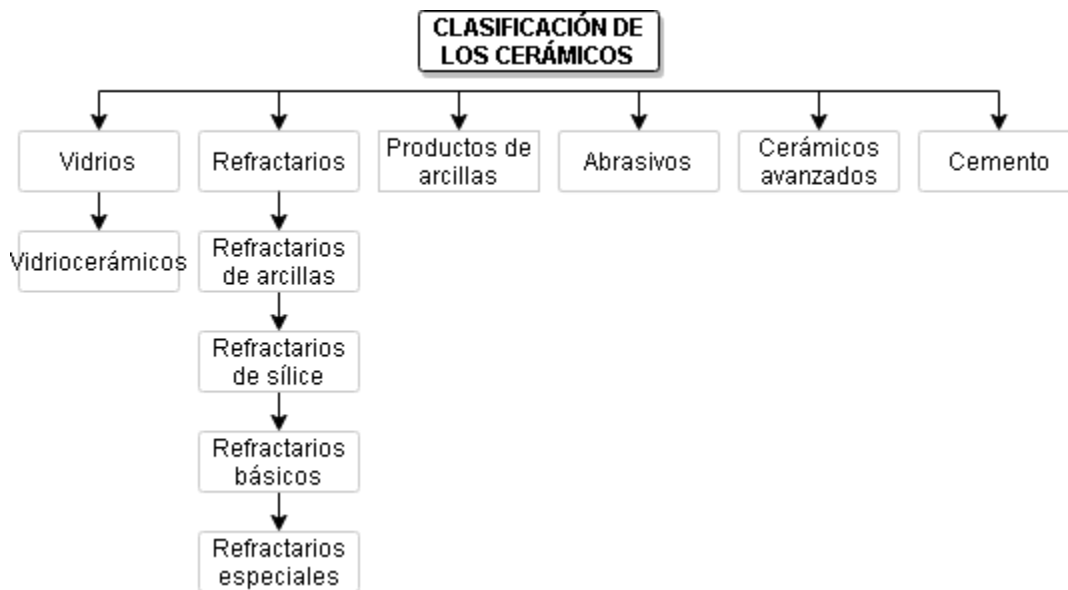 CLASIFICACIÓN DE
LOS CERÁMICOS
Vidrios
Refractarios
Productos de
arcillas
Abrasivos
Cerámicos
avanzados
Cemento
Vidriocerámicos
Refractarios
de arcillas
Refractarios
de sílice
Refractarios
básicos
Refractarios
especiales